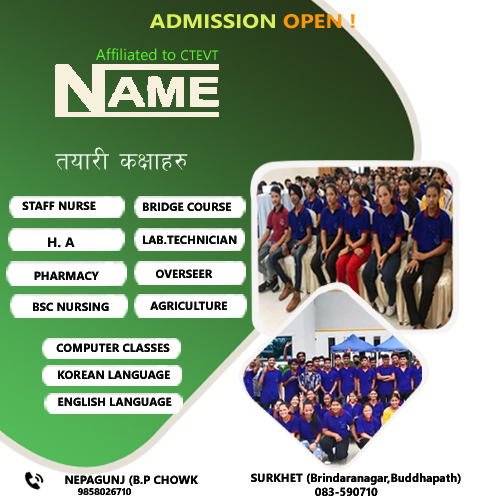 ADMISSION OPEN !
Affiliated to CTEVT
NAME
तयारी कक्षाहरु
STAFF NURSE
BRIDGE COURSE
H. A
LAB.TECHNICIAN
PHARMACY
OVERSEER
BSC NURSING
AGRICULTURE
COMPUTER CLASSES
KOREAN LANGUAGE
ENGLISH LANGUAGE
NEPAGUNJ (B.P CHOWK
9858026710
SURKHET (Brindaranagar,Buddhapath)
083-590710